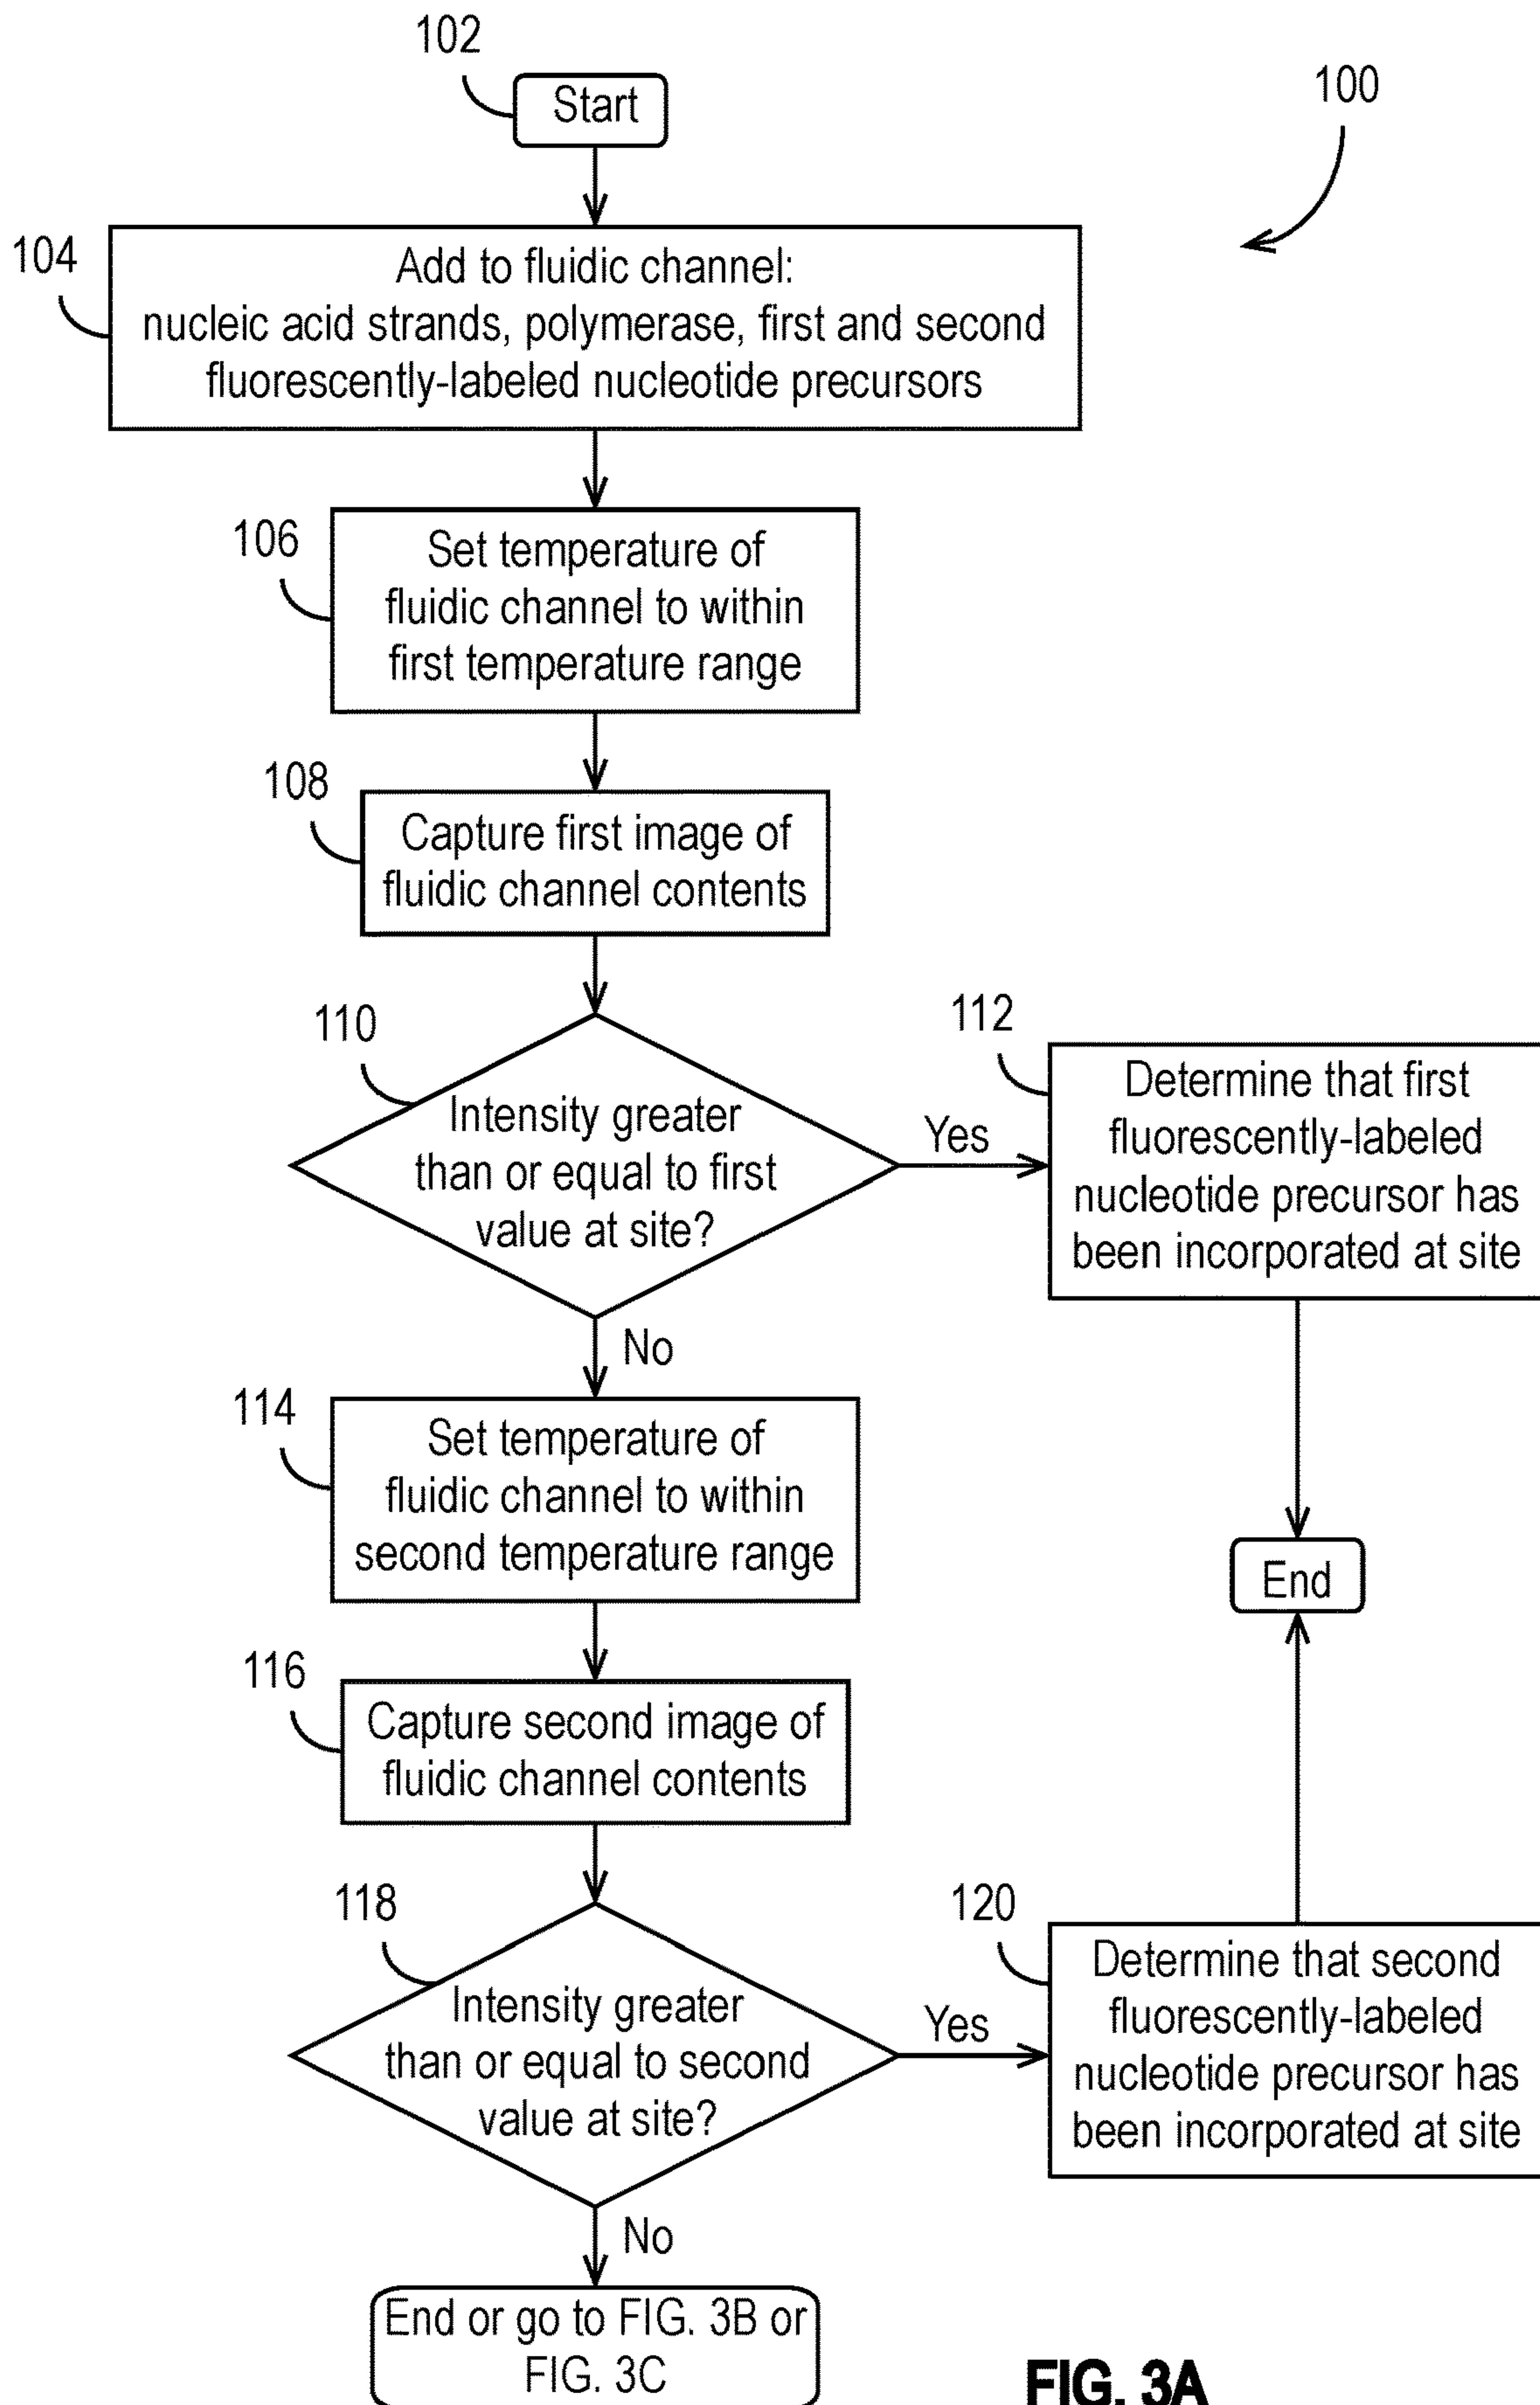 102
Start
100
104
Add to fluidic channel:
nucleic acid strands, polymerase, first and second
fluorescently-labeled nucleotide precursors
106
Set temperature of
fluidic channel to within
first temperature range
108
Capture first image of
fluidic channel contents
110
Intensity greater
than or equal to first
value at site?
Yes
112
Determine that first
fluorescently-labeled
nucleotide precursor has
been incorporated at site
No
114
Set temperature of
fluidic channel to within
second temperature range
End
116
Capture second image of
fluidic channel contents
118
Intensity greater
than or equal to second
value at site?
Yes
120
Determine that second
fluorescently-labeled
nucleotide precursor has
been incorporated at site
No
End or go to FIG. 3B or
FIG. 3C
FIG. 3A